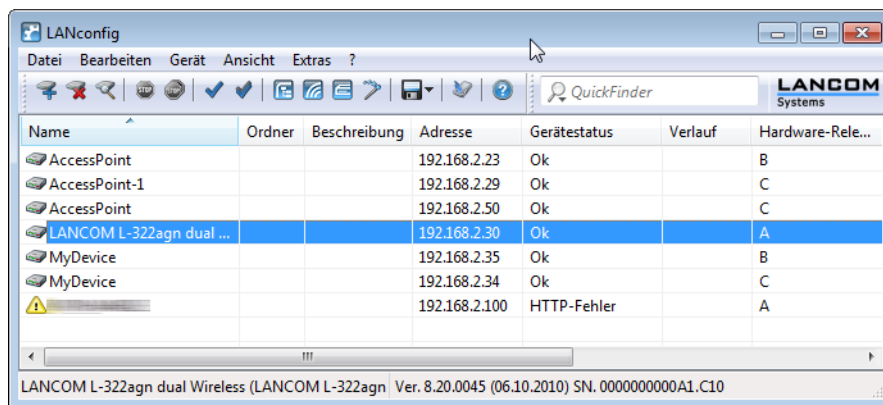 LANconfig
Datei Bearbeiten Gerät Ansicht Extras ?
QuickFinder
LANCOM
Systems
Name Ordner Beschreibung Adresse Gerätestatus Verlauf Hardware-Rele...
AccessPoint 192.168.2.23 Ok B
AccessPoint-1 192.168.2.29 Ok C
AccessPoint 192.168.2.50 Ok C
LANCOM L-322agn dual ... 192.168.2.30 Ok A
MyDevice 192.168.2.35 Ok B
MyDevice 192.168.2.34 Ok C
192.168.2.100 HTTP-Fehler A
LANCOM L-322agn dual Wireless (LANCOM L-322agn Ver. 8.20.0045 (06.10.2010) SN. 0000000000A1.C10